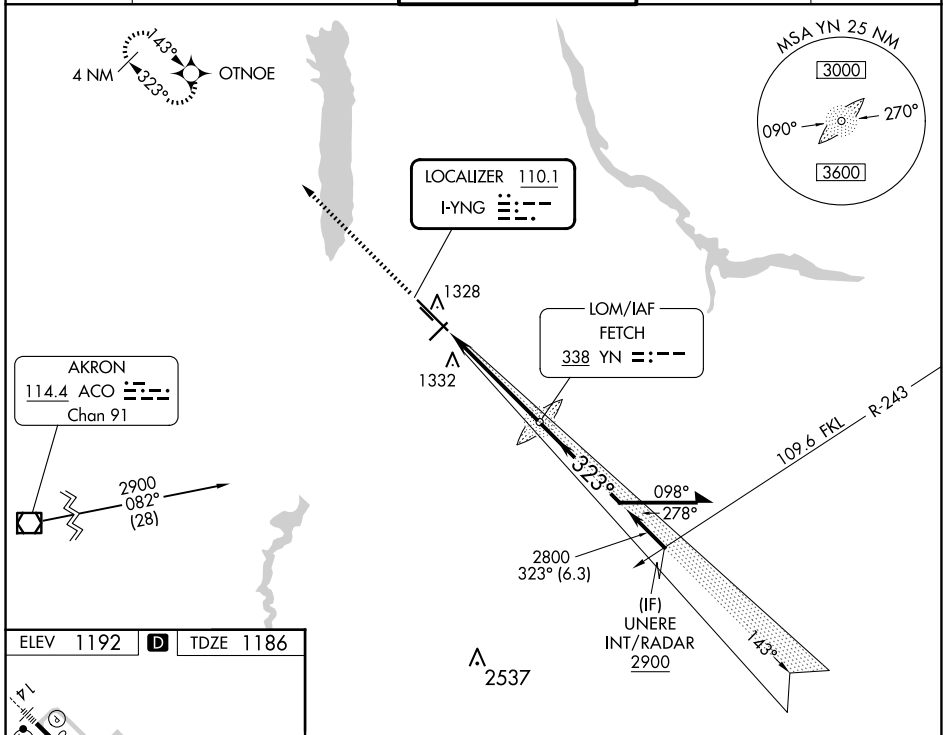 143°
4 NM
323°
OTNOE
MSA YN 25 NM
3000
090°
270°
3600
LOCALIZER 110.1
I-YNG
1328
1332
LOM/IAF
FETCH
338 YN
AKRON
114.4 ACO
Chan 91
2900
082°
(28)
109.6 FKL
R-243
323°
098°
278°
2800
323° (6.3)
(IF)
UNERE
INT/RADAR
2900
143°
2537
ELEV 1192 D TDZE 1186
14
P